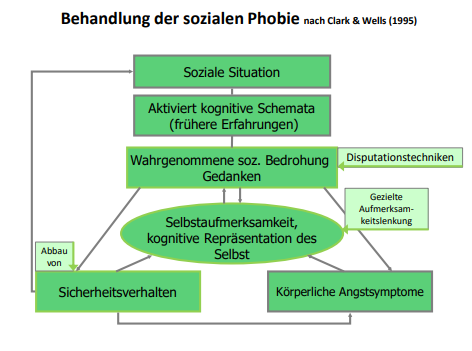 Behandlung der sozialen Phobie nach Clark & Wells (1995)
Soziale Situation
Aktiviert kognitive Schemata
(frühere Erfahrungen)
Wahrgenommene soz. Bedrohung
Gedanken
Disputationstechniken
Gezielte
Aufmerksam-
keitslenkung
Selbstaufmerksamkeit,
kognitive Repräsentation des
Selbst
Abbau
von
Sicherheitsverhalten
Körperliche Angstsymptome